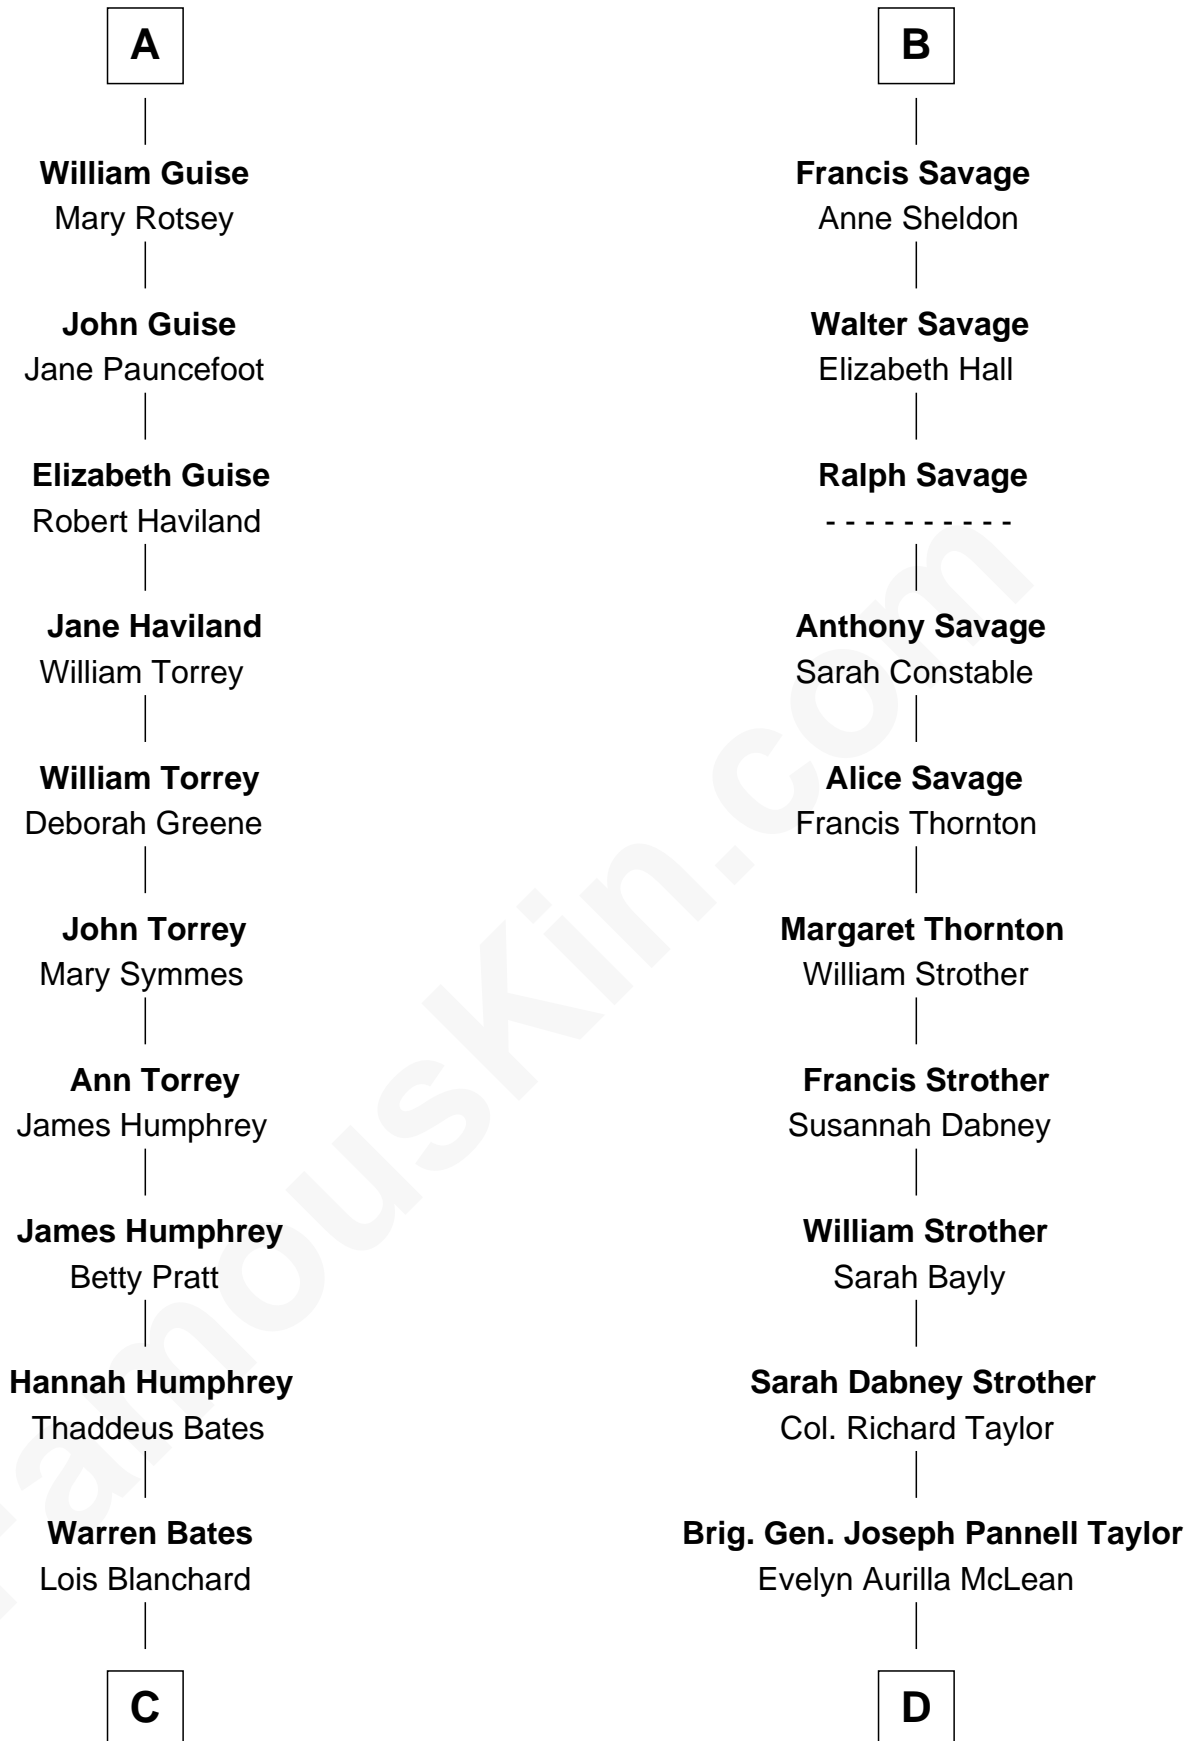 A
William Guise
Mary Rotsey
John Guise
Jane Pauncefoot
Elizabeth Guise
Robert Haviland
Jane Haviland
William Torrey
William Torrey
Deborah Greene
John Torrey
Mary Symmes
Ann Torrey
James Humphrey
James Humphrey
Betty Pratt
Hannah Humphrey
Thaddeus Bates
Warren Bates
Lois Blanchard
C
B
Francis Savage
Anne Sheldon
Walter Savage
Elizabeth Hall
Ralph Savage
- - - - - - - - - -
Anthony Savage
Sarah Constable
Alice Savage
Francis Thornton
Margaret Thornton
William Strother
Francis Strother
Susannah Dabney
William Strother
Sarah Bayly
Sarah Dabney Strother
Col. Richard Taylor
Brig. Gen. Joseph Pannell Taylor
Evelyn Aurilla McLean
D
FamousKin.com